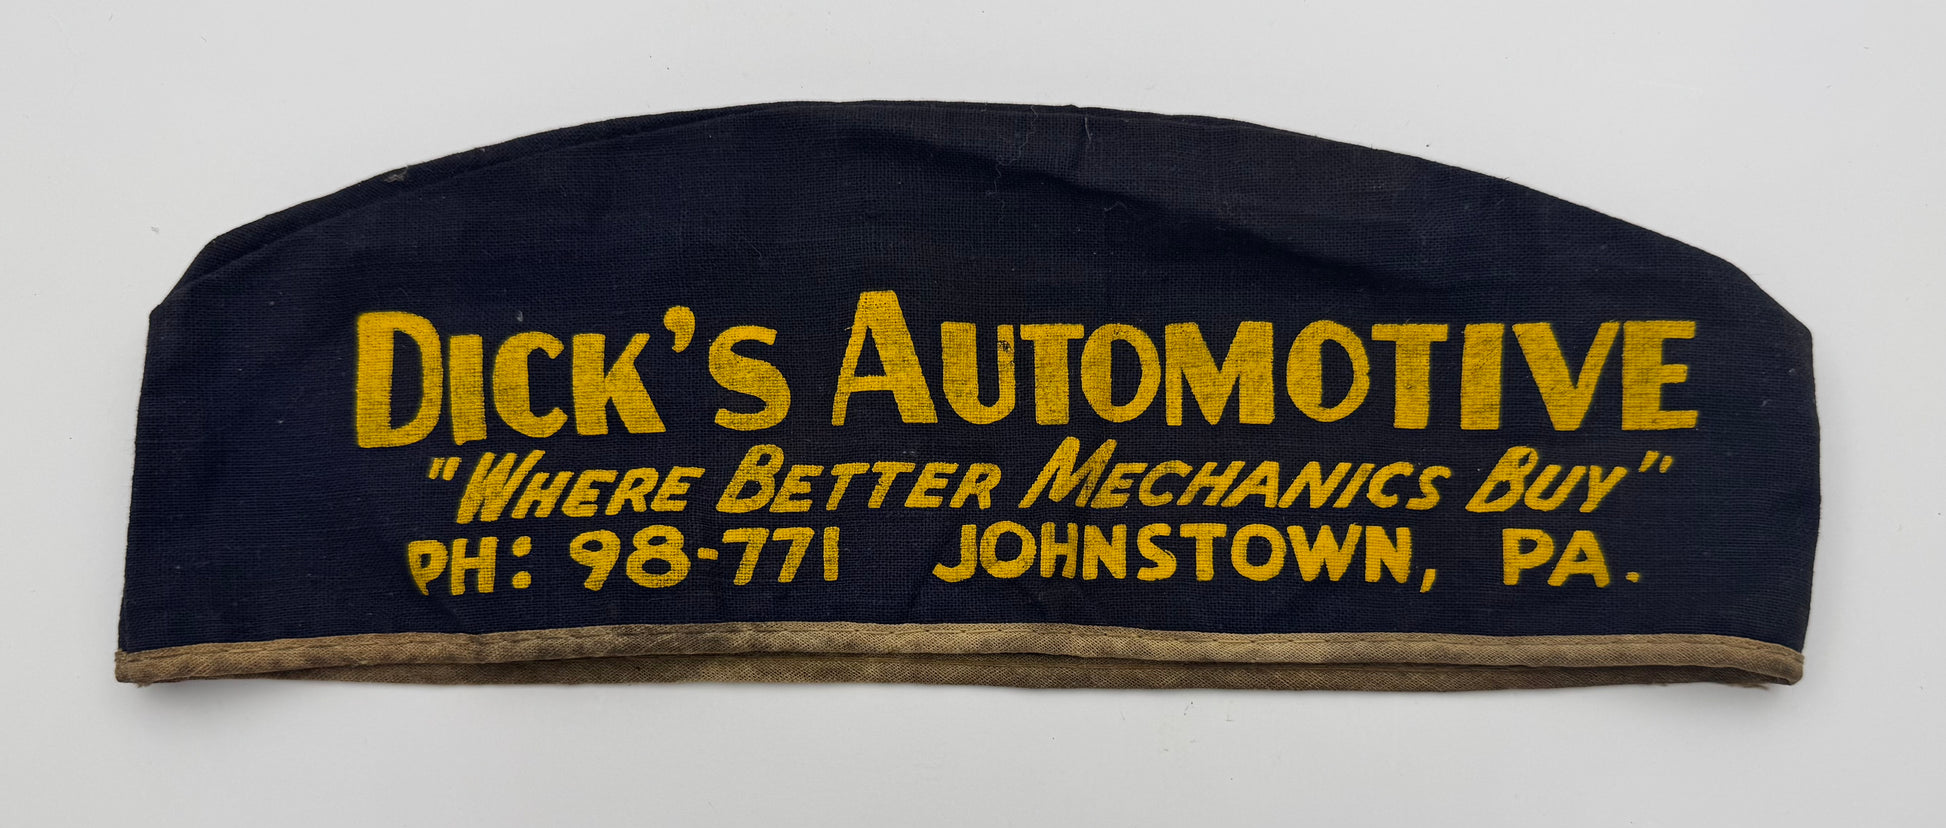 DICK'S AUTOMOTIVE
"WHERE BETTER MECHANICS BUY"
PH: 98-771 JOHNSTOWN, PA.